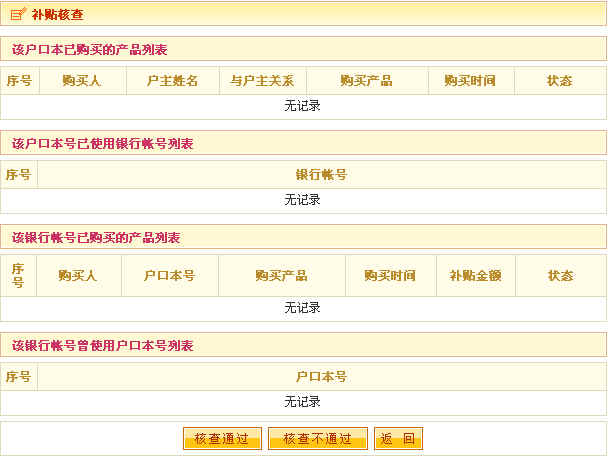 补贴核查
该户口本已购买的产品列表
序号 购买人 户主姓名 与户主关系 购买产品 购买时间 状态
无记录
该户口本号已使用银行帐号列表
序号 银行帐号
无记录
该银行帐号已购买的产品列表
序号 购买人 户口本号 购买产品 购买时间 补贴金额 状态
无记录
该银行帐号曾使用户口本号列表
序号 户口本号
无记录
核查通过 核查不通过 返 回